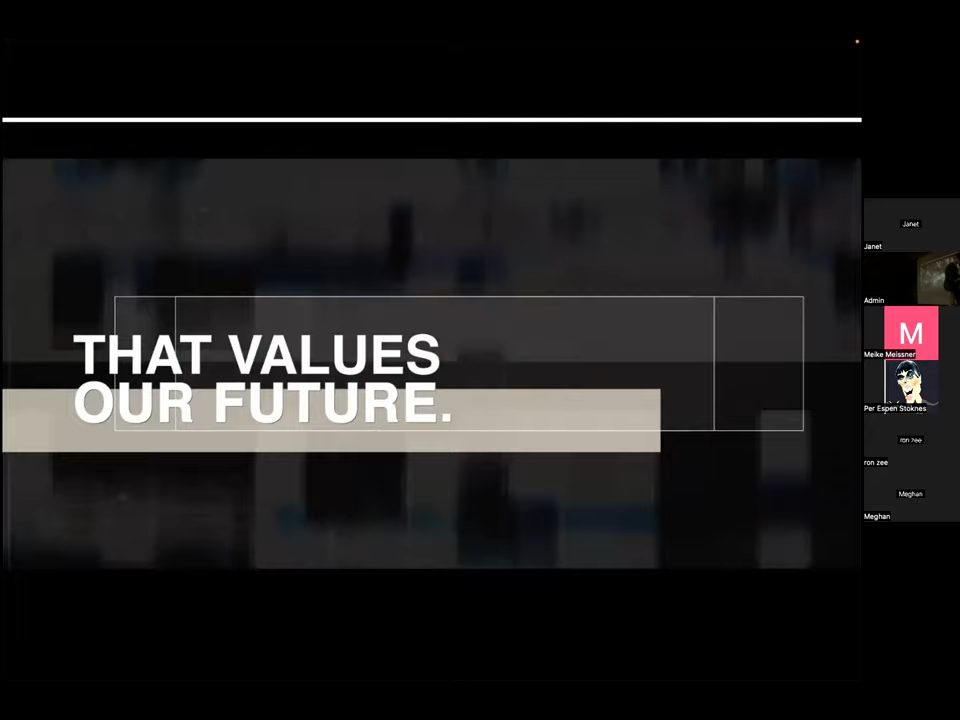 THAT VALUES
OUR FUTURE.
Janet
Janet
Admin
M
Meike Meissner
Per Espen Stoknes
ron zee
ron zee
Meghan
Meghan